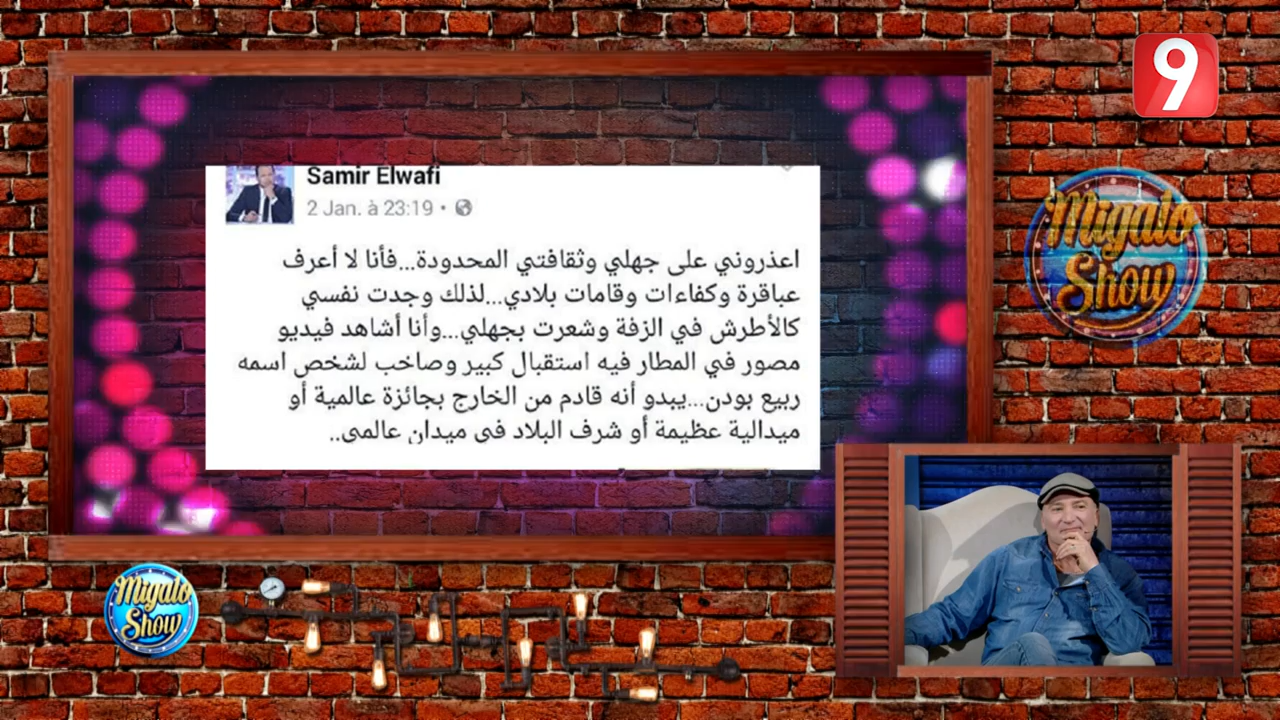 9
Samir Elwafi
2 Jan. à 23:19
اعذروني على جهلي وثقافتي المحدودة...فأنا لا أعرف
عباقرة وكفاءات وقامات بلادي...لذلك وجدت نفسي
كالأطرش في الزفة وشعرت بجهلي...وأنا أشاهد فيديو
مصور في المطار فيه استقبال كبير وصاخب لشخص اسمه
ربيع بودن...يبدو أنه قادم من الخارج بجائزة عالمية أو
ميدالية عظيمة أو شرف البلاد في ميدان عالمي..
Migalo
Show
Migalo
Show